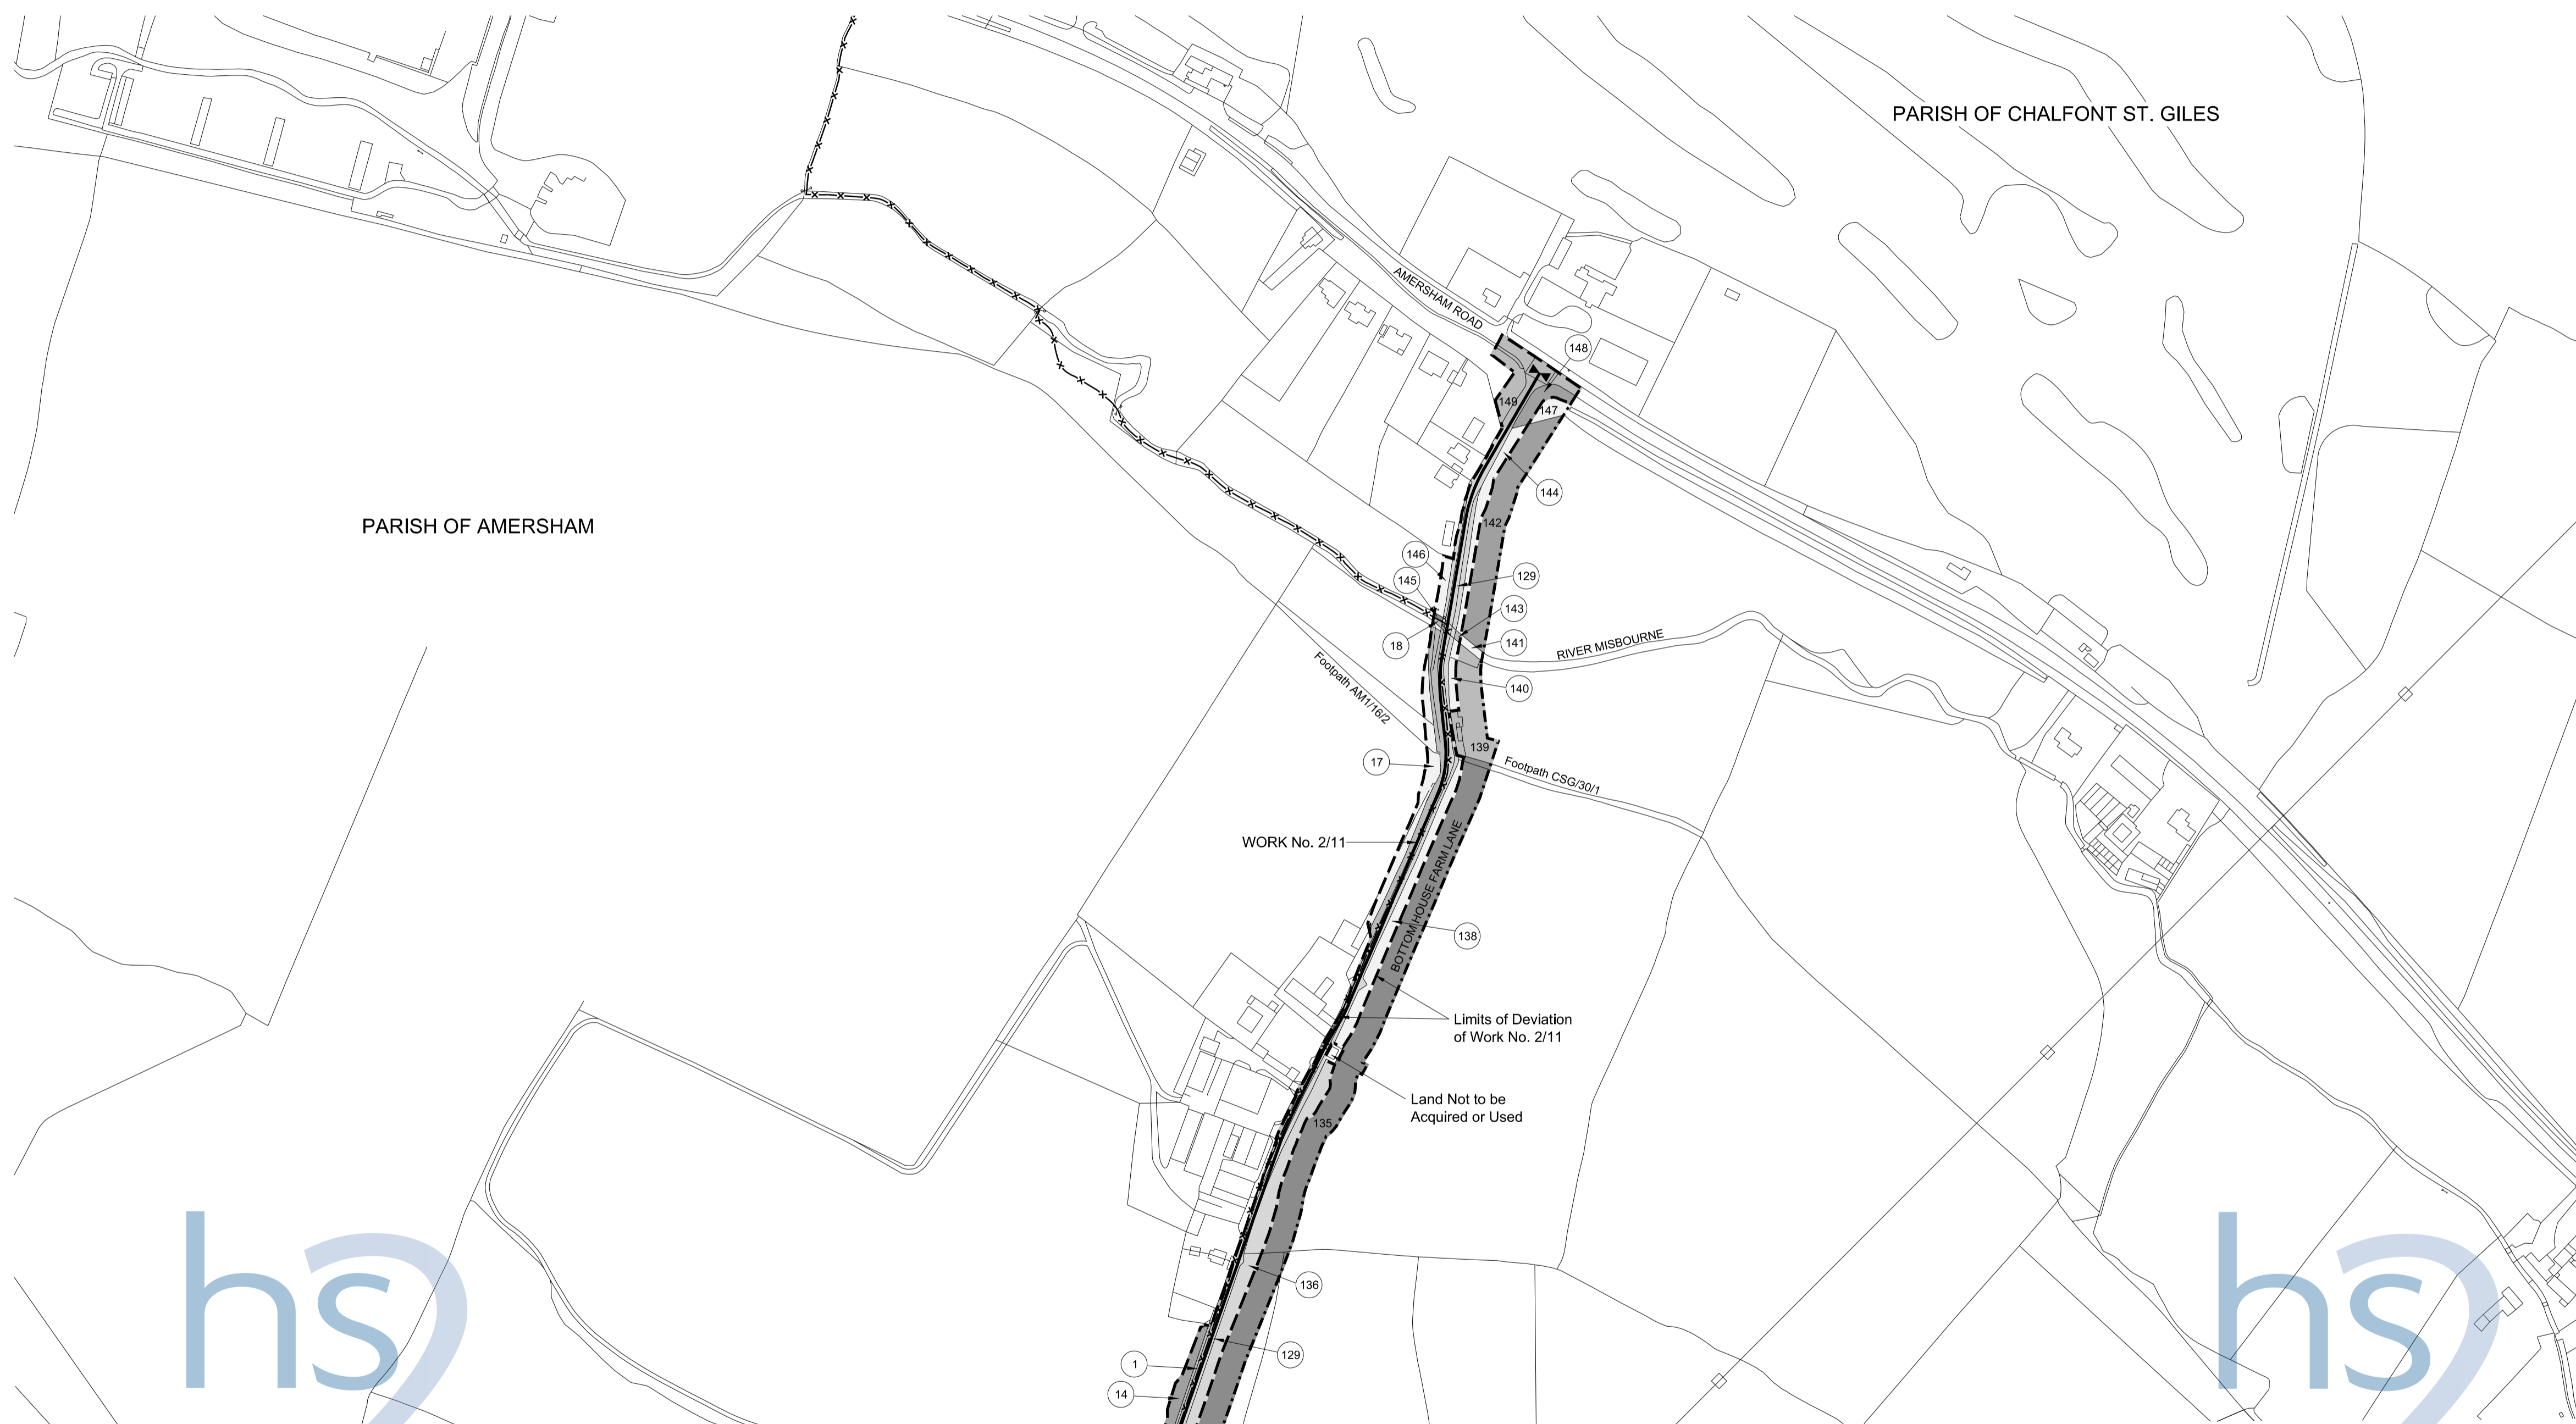 PARISH OF CHALFONT ST. GILES
AMERSHAM ROAD
148
149
147
144
PARISH OF AMERSHAM
142
146
129
145
143
18
141
RIVER MISBOURNE
140
Footpath AM1/16/2
139
17
Footpath CSG/30/1
WORK No. 2/11
BOTTOM HOUSE FARM LANE
138
Limits of Deviation
of Work No. 2/11
Land Not to be
Acquired or Used
135
136
129
1
14
hs2
hs2